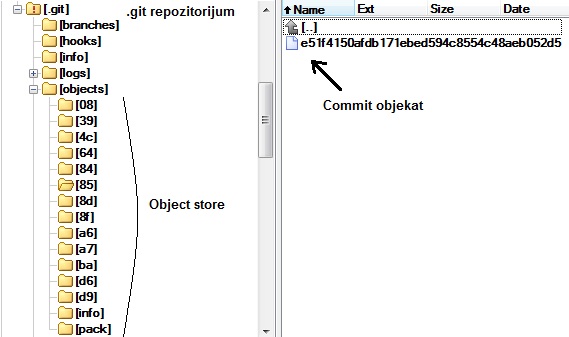 [.git]
.git repozitorijum
[branches]
[hooks]
[info]
[logs]
[objects]
[08]
[39]
[4c]
[64]
[84]
[85]
[8d]
[8f]
[a6]
[a7]
[ba]
[d6]
[d9]
[info]
[pack]
Object store
Name Ext Size Date
[..]
e51f4150afdb171ebed594c8554c48aeb052d5
Commit objekat